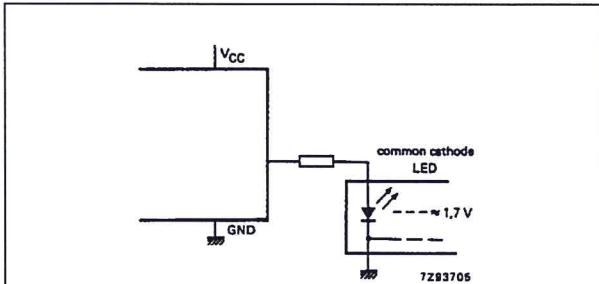 VCC
common cathode
LED
≈ 1,7 V
GND
7Z93705